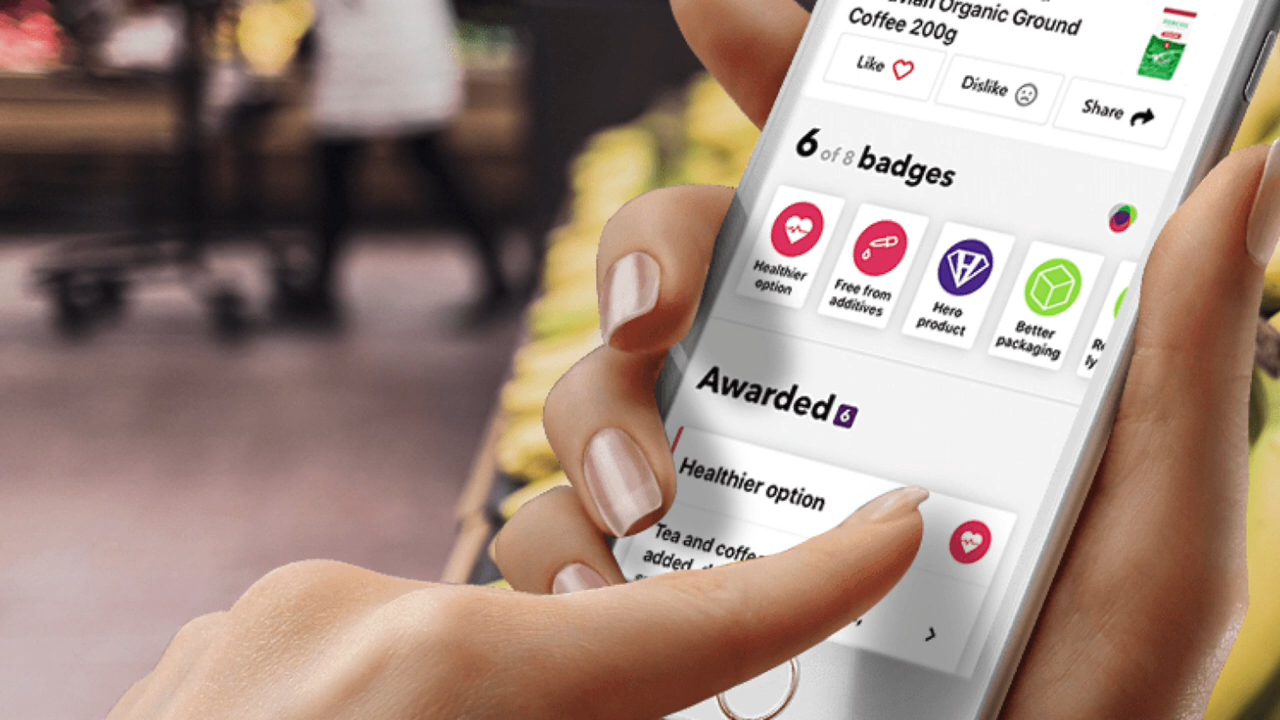 Organic Ground
Coffee 200g
Like
Dislike
Share
6 of 8 badges
Healthier
option
Free from
additives
Hero
product
Better
packaging
Awarded 6
Healthier option
Tea and
added,